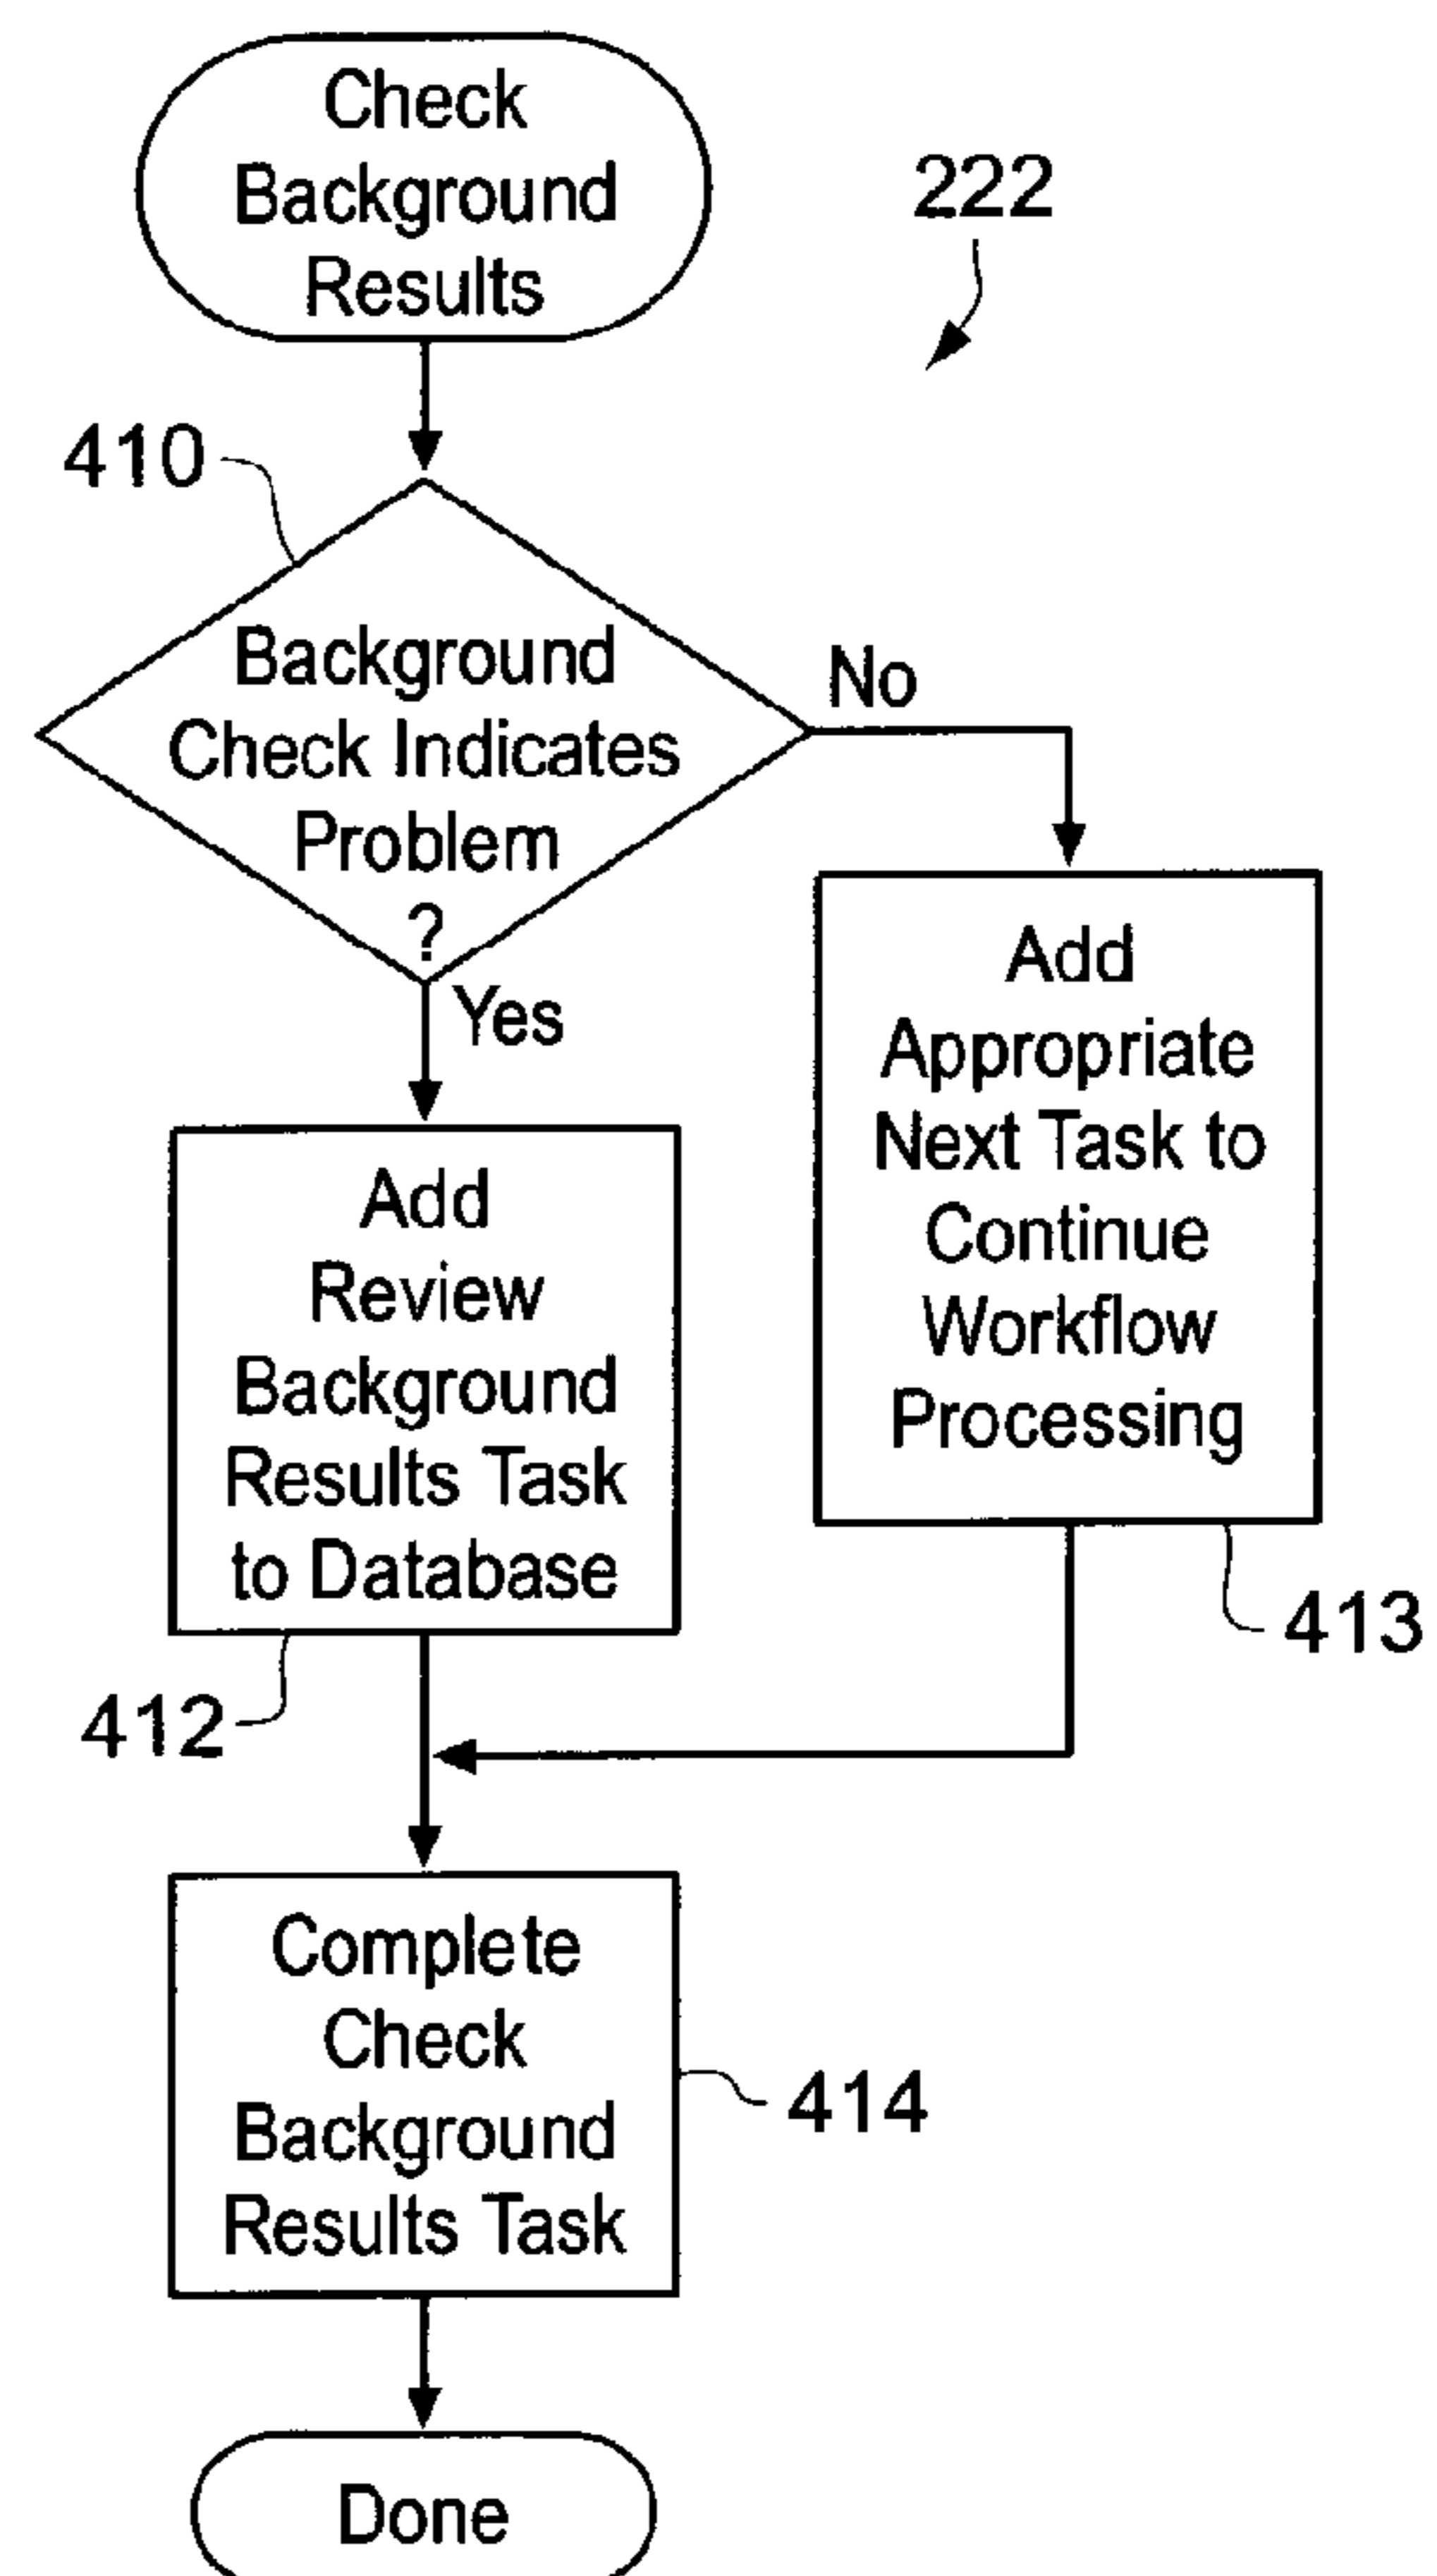 Check
Background
Results
222
410
Background
Check Indicates
Problem
?
No
Yes
Add
Appropriate
Next Task to
Continue
Workflow
Processing
413
Add
Review
Background
Results Task
to Database
412
Complete
Check
Background
Results Task
414
Done